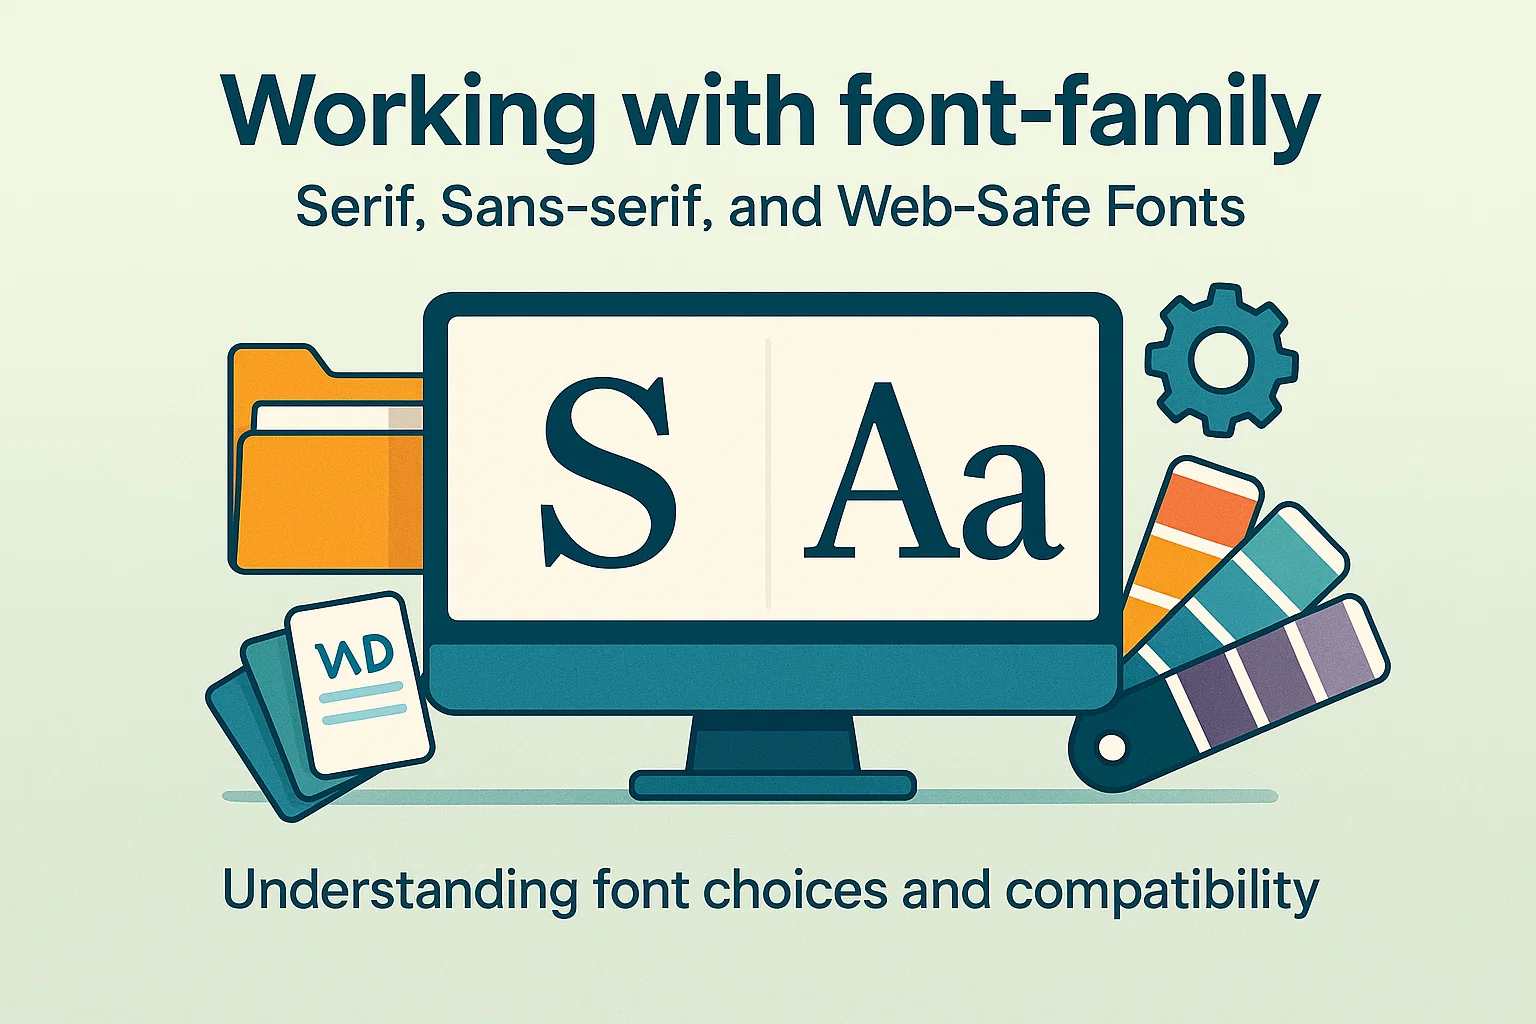 Working with font-family
Serif, Sans-serif, and Web-Safe Fonts
S Aa
Understanding font choices and compatibility